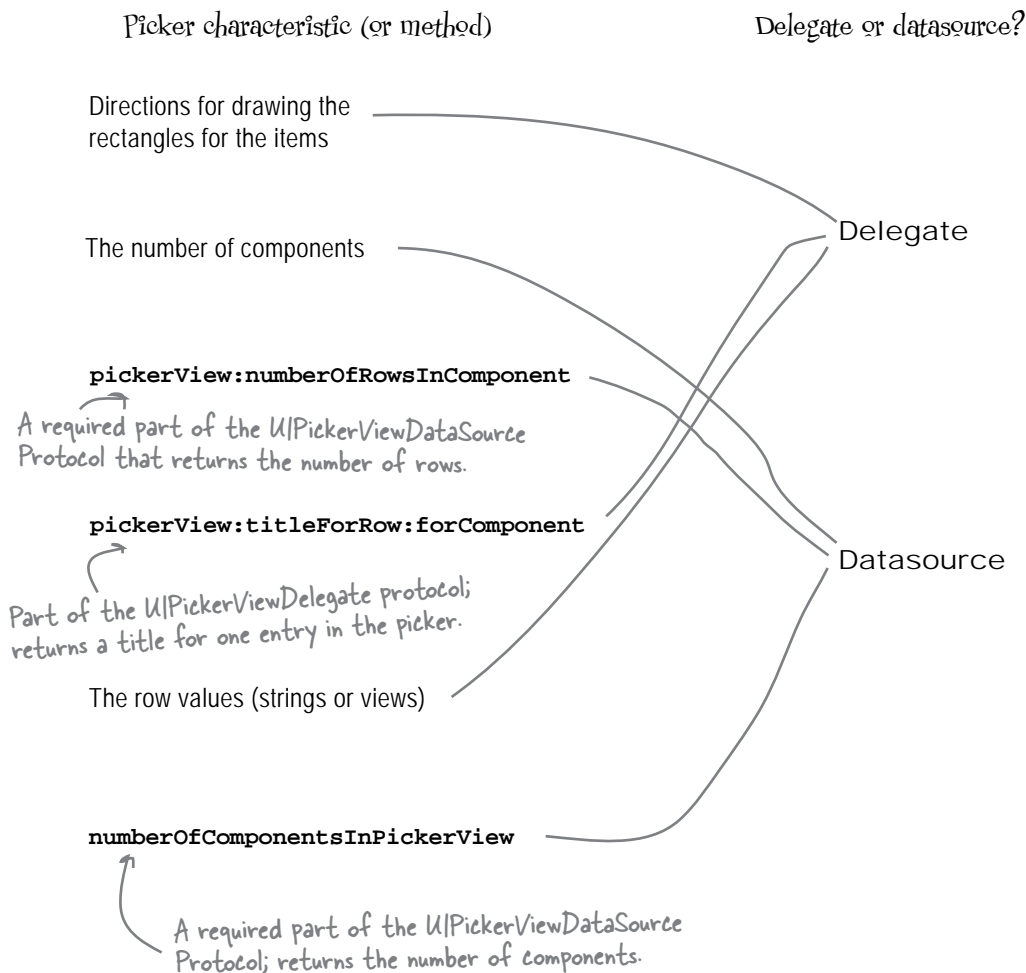 Picker characteristic (or method)
Delegate or datasource?
Directions for drawing the
rectangles for the items
Delegate
The number of components
pickerView:numberOfRowsInComponent
A required part of the UIPickerViewDataSource
Protocol that returns the number of rows.
pickerView:titleForRow:forComponent
Datasource
Part of the UIPickerViewDelegate protocol;
returns a title for one entry in the picker.
The row values (strings or views)
numberOfComponentsInPickerView
A required part of the UIPickerViewDataSource
Protocol; returns the number of components.